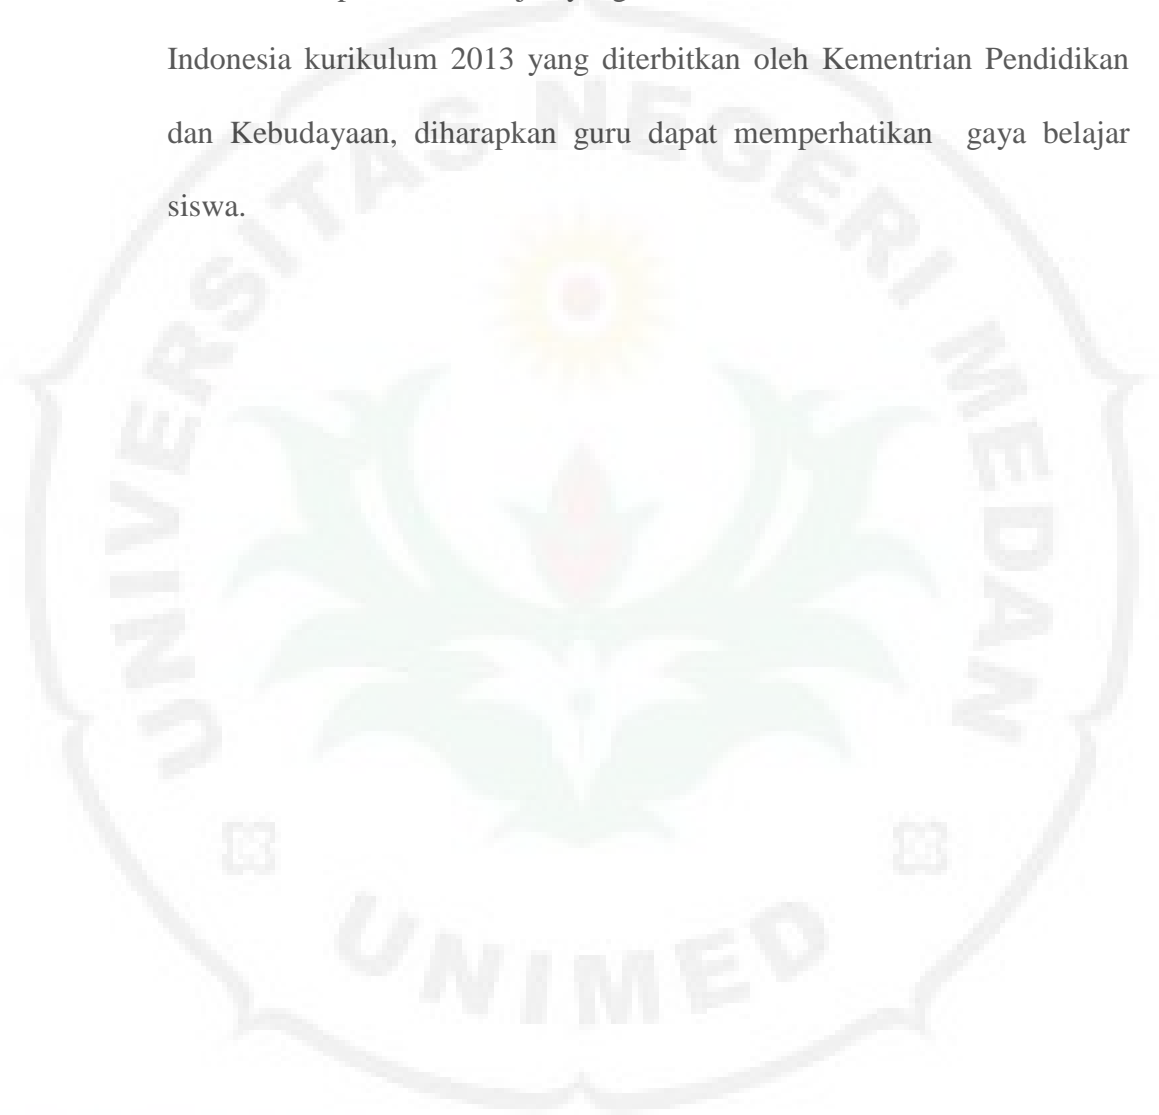 Indonesia kurikulum 2013 yang diterbitkan oleh Kementrian Pendidikan
dan Kebudayaan, diharapkan guru dapat memperhatikan gaya belajar
siswa.
UNIVERSITAS NEGERI MEDAN
UNIMED